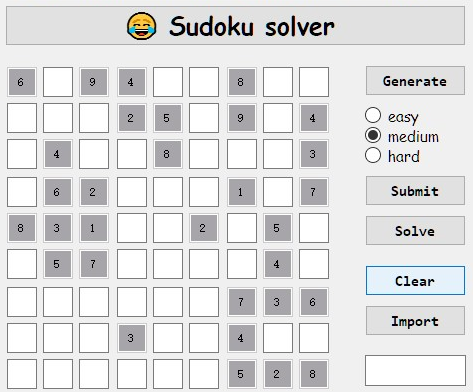 Sudoku solver
6 9 4 8
2 5 9 4
4 8 3
6 2 1 7
8 3 1 2 5
5 7 4
7 3 6
3 4
5 2 8
Generate
easy
medium
hard
Submit
Solve
Clear
Import